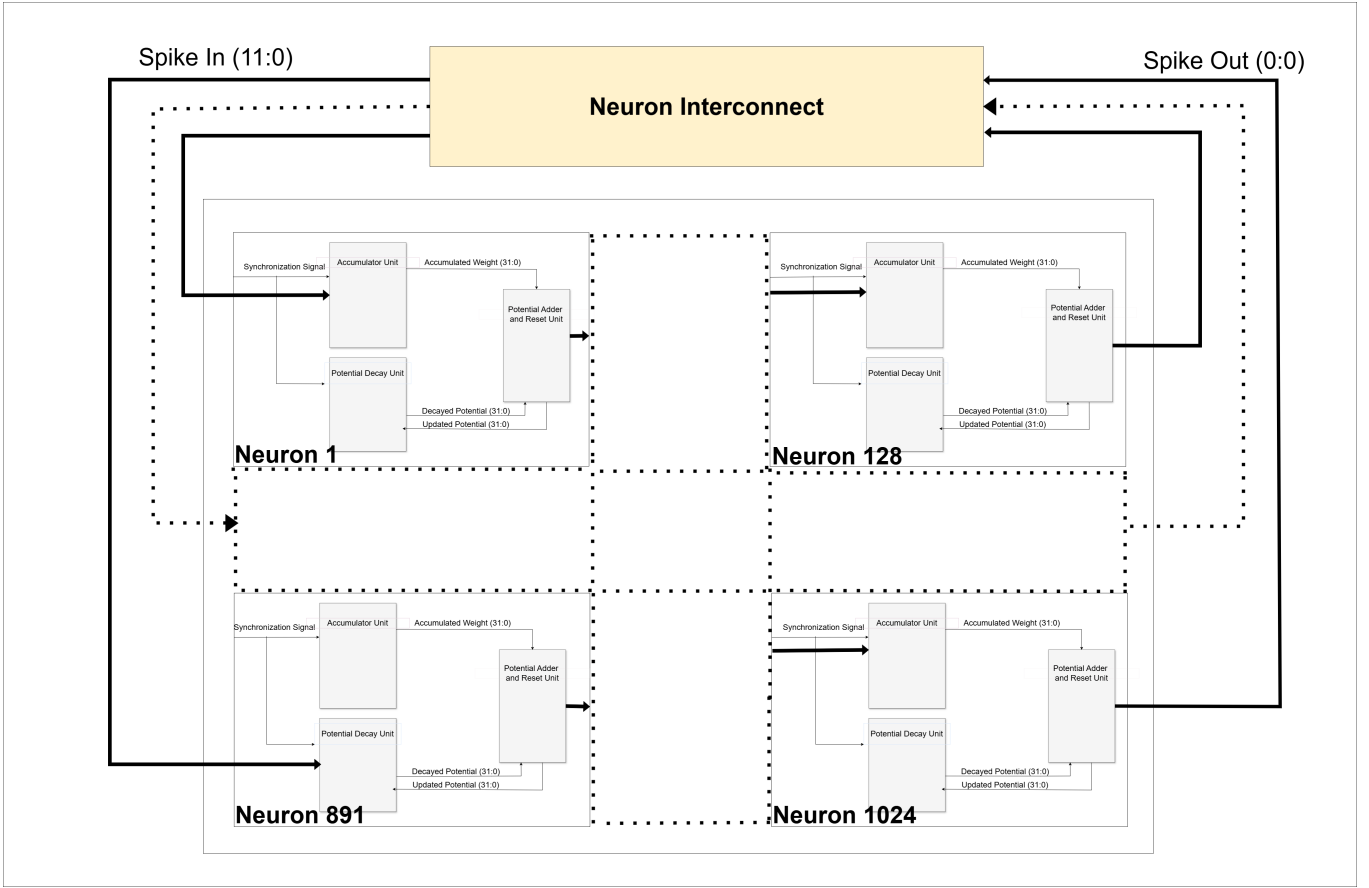 Spike In (11:0)
Spike Out (0:0)
Neuron Interconnect
Synchronization Signal
Accumulator Unit
Accumulated Weight (31:0)
Potential Adder
and Reset Unit
Potential Decay Unit
Decayed Potential (31:0)
Updated Potential (31:0)
Neuron 1
Synchronization Signal
Accumulator Unit
Accumulated Weight (31:0)
Potential Adder
and Reset Unit
Potential Decay Unit
Decayed Potential (31:0)
Updated Potential (31:0)
Neuron 128
Synchronization Signal
Accumulator Unit
Accumulated Weight (31:0)
Potential Adder
and Reset Unit
Potential Decay Unit
Decayed Potential (31:0)
Updated Potential (31:0)
Neuron 891
Synchronization Signal
Accumulator Unit
Accumulated Weight (31:0)
Potential Adder
and Reset Unit
Potential Decay Unit
Decayed Potential (31:0)
Updated Potential (31:0)
Neuron 1024